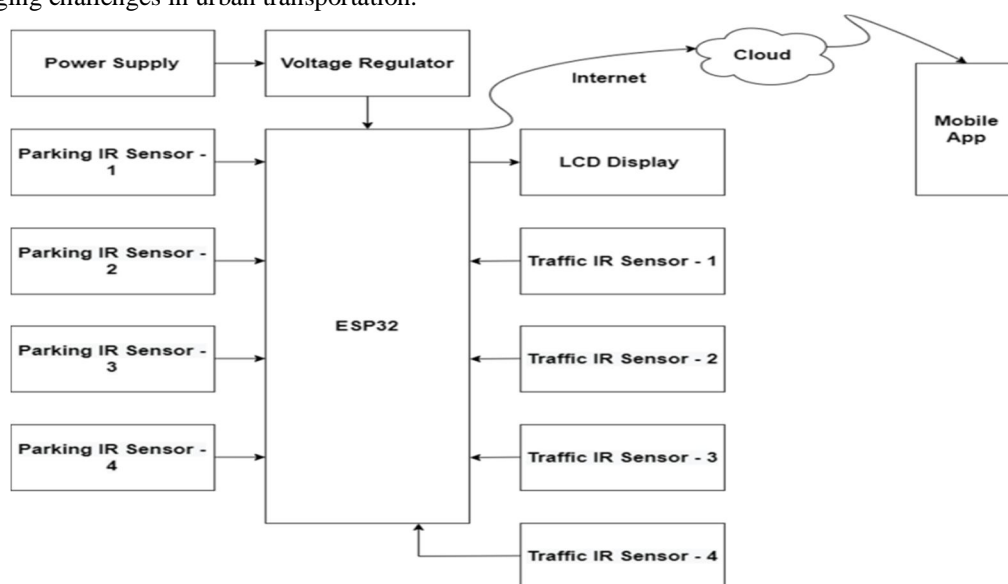 challenges in urban transportation.
Power Supply
Voltage Regulator
Cloud
Internet
Mobile
App
Parking IR Sensor -
1
LCD Display
Parking IR Sensor -
2
Traffic IR Sensor - 1
ESP32
Parking IR Sensor -
3
Traffic IR Sensor - 2
Parking IR Sensor -
4
Traffic IR Sensor - 3
Traffic IR Sensor - 4